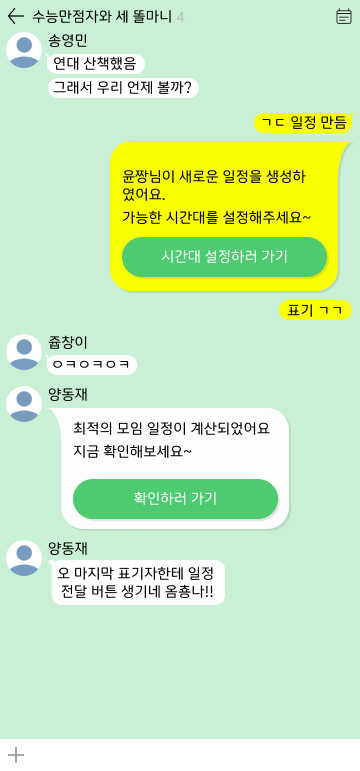 수능만점자와 세 똘마니 4
송영민
연대 산책했음
그래서 우리 언제 볼까?
ㄱㄷ 일정 만듬
윤짱님이 새로운 일정을 생성하
였어요.
가능한 시간대를 설정해주세요~
시간대 설정하러 가기
표기 ㄱㄱ
쥽창이
ㅇㅋㅇㅋㅇㅋ
양동재
최적의 모임 일정이 계산되었어요
지금 확인해보세요~
확인하러 가기
양동재
오 마지막 표기자한테 일정
전달 버튼 생기네 옴춍나!!